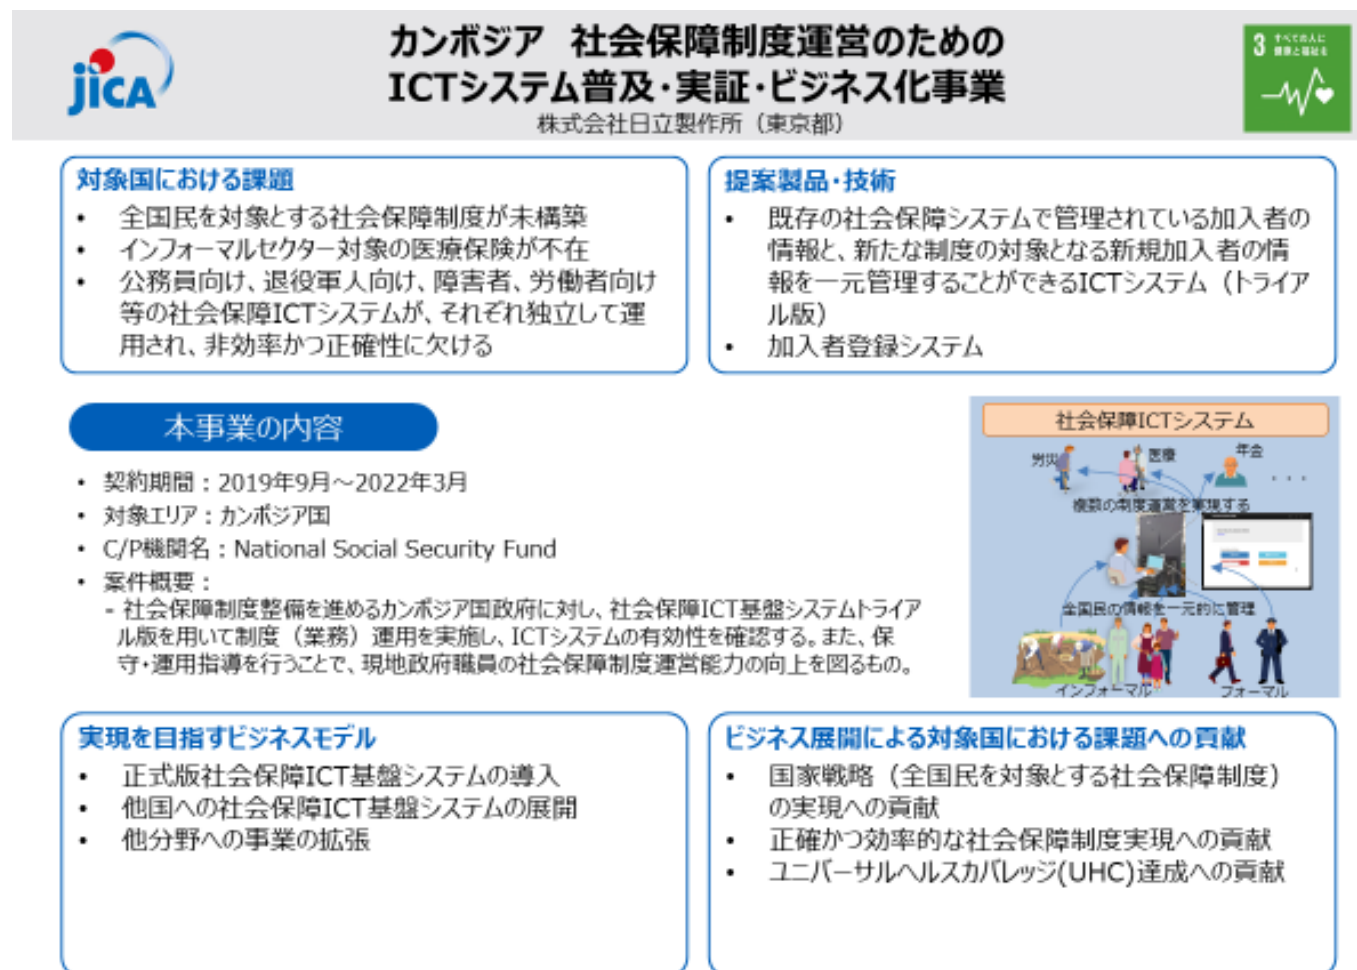 JICA
カンボジア 社会保障制度運営のための
ICTシステム普及・実証・ビジネス化事業
株式会社日立製作所（東京都）
3 すべての人に
健康と福祉を
対象国における課題
• 全国民を対象とする社会保障制度が未構築
• インフォーマルセクター対象の医療保険が不在
• 公務員向け、退役軍人向け、障害者、労働者向け
等の社会保障ICTシステムが、それぞれ独立して運
用され、非効率かつ正確性に欠ける
提案製品・技術
• 既存の社会保障システムで管理されている加入者の
情報と、新たな制度の対象となる新規加入者の情
報を一元管理することができるICTシステム（トライア
ル版）
• 加入者登録システム
本事業の内容
• 契約期間：2019年9月～2022年3月
• 対象エリア：カンボジア国
• C/P機関名：National Social Security Fund
• 案件概要：
- 社会保障制度整備を進めるカンボジア国政府に対し、社会保障ICT基盤システムトライア
ル版を用いて制度（業務）運用を実施し、ICTシステムの有効性を確認する。また、保
守・運用指導を行うことで、現地政府職員の社会保障制度運営能力の向上を図るもの。
社会保障ICTシステム
労災 医療 年金 ・・・
複数の制度運営を実現する
全国民の情報を一元的に管理
インフォーマル フォーマル
実現を目指すビジネスモデル
• 正式版社会保障ICT基盤システムの導入
• 他国への社会保障ICT基盤システムの展開
• 他分野への事業の拡張
ビジネス展開による対象国における課題への貢献
• 国家戦略（全国民を対象とする社会保障制度）
の実現への貢献
• 正確かつ効率的な社会保障制度実現への貢献
• ユニバーサルヘルスカバレッジ(UHC)達成への貢献